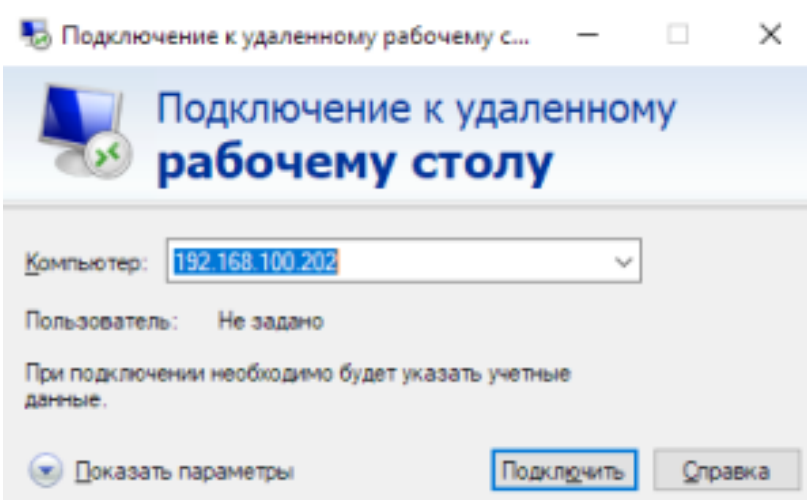 Подключение к удаленному рабочему с...
Подключение к удаленному
рабочему столу
Компьютер: 192.168.100.202
Пользователь: Не задано
При подключении необходимо будет указать учетные
данные.
Показать параметры Подключить Справка